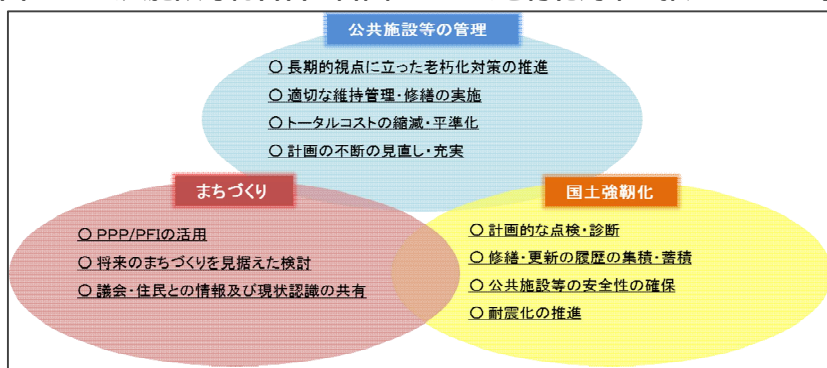 公共施設等の管理
〇 長期的視点に立った老朽化対策の推進
〇 適切な維持管理・修繕の実施
〇 トータルコストの縮減・平準化
〇 計画の不断の見直し・充実
まちづくり
〇 PPP/PFIの活用
〇 将来のまちづくりを見据えた検討
〇 議会・住民との情報及び現状認識の共有
国土強靭化
〇 計画的な点検・診断
〇 修繕・更新の履歴の集積・蓄積
〇 公共施設等の安全性の確保
〇 耐震化の推進